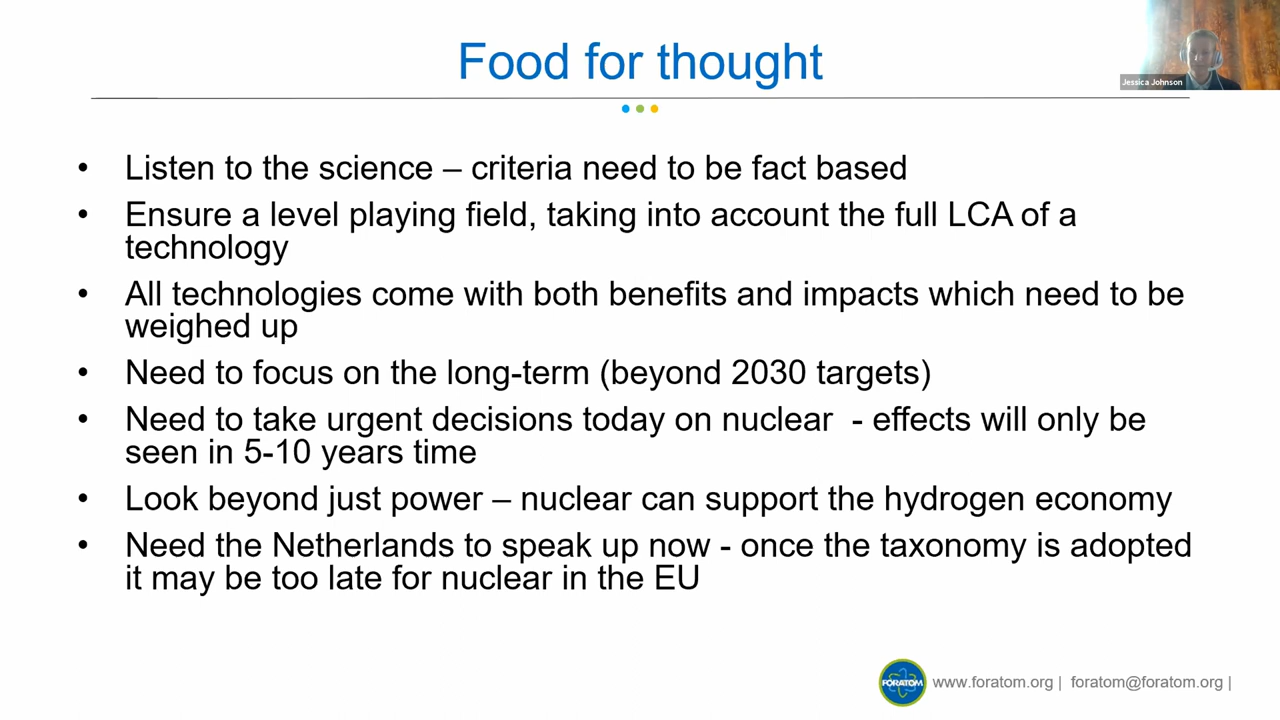 Food for thought
Jessica Johnson
• Listen to the science – criteria need to be fact based
• Ensure a level playing field, taking into account the full LCA of a
technology
• All technologies come with both benefits and impacts which need to be
weighed up
• Need to focus on the long-term (beyond 2030 targets)
• Need to take urgent decisions today on nuclear  - effects will only be
seen in 5-10 years time
• Look beyond just power – nuclear can support the hydrogen economy
• Need the Netherlands to speak up now - once the taxonomy is adopted
it may be too late for nuclear in the EU
FORATOM
www.foratom.org | foratom@foratom.org |